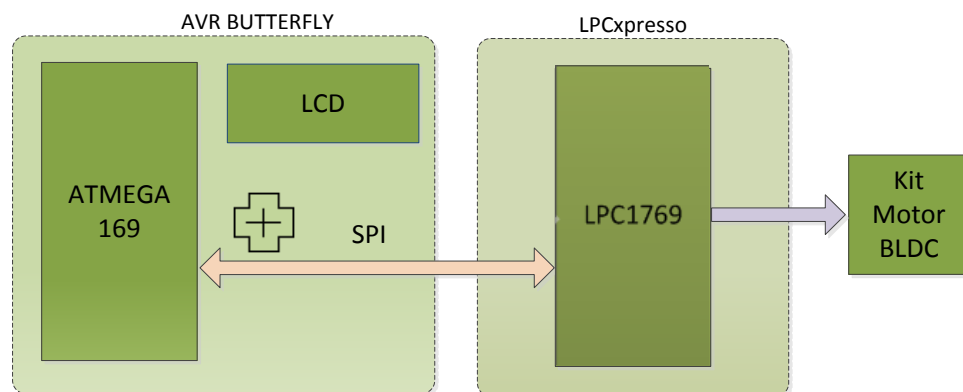 AVR BUTTERFLY
LPCxpresso
LCD
ATMEGA
169
SPI
LPC1769
Kit
Motor
BLDC